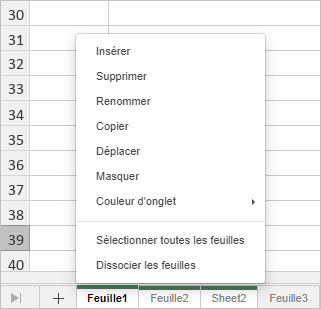 30
31
32
33
34
35
36
37
38
39
40
Insérer
Supprimer
Renommer
Copier
Déplacer
Masquer
Couleur d'onglet
Sélectionner toutes les feuilles
Dissocier les feuilles
Feuille1 Feuille2 Sheet2 Feuille3